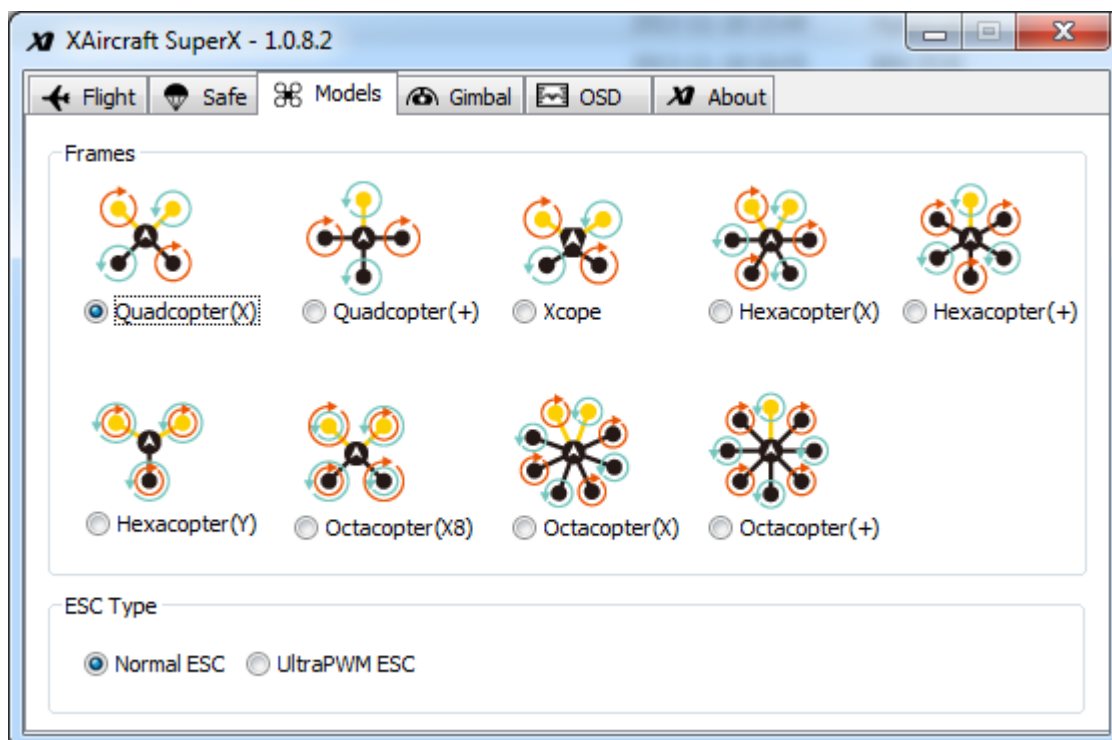 XAircraft SuperX - 1.0.8.2
Flight Safe Models Gimbal OSD About
Frames
Quadcopter(X) Quadcopter(+) Xcope Hexacopter(X) Hexacopter(+)
Hexacopter(Y) Octacopter(X8) Octacopter(X) Octacopter(+)
ESC Type
Normal ESC UltraPWM ESC